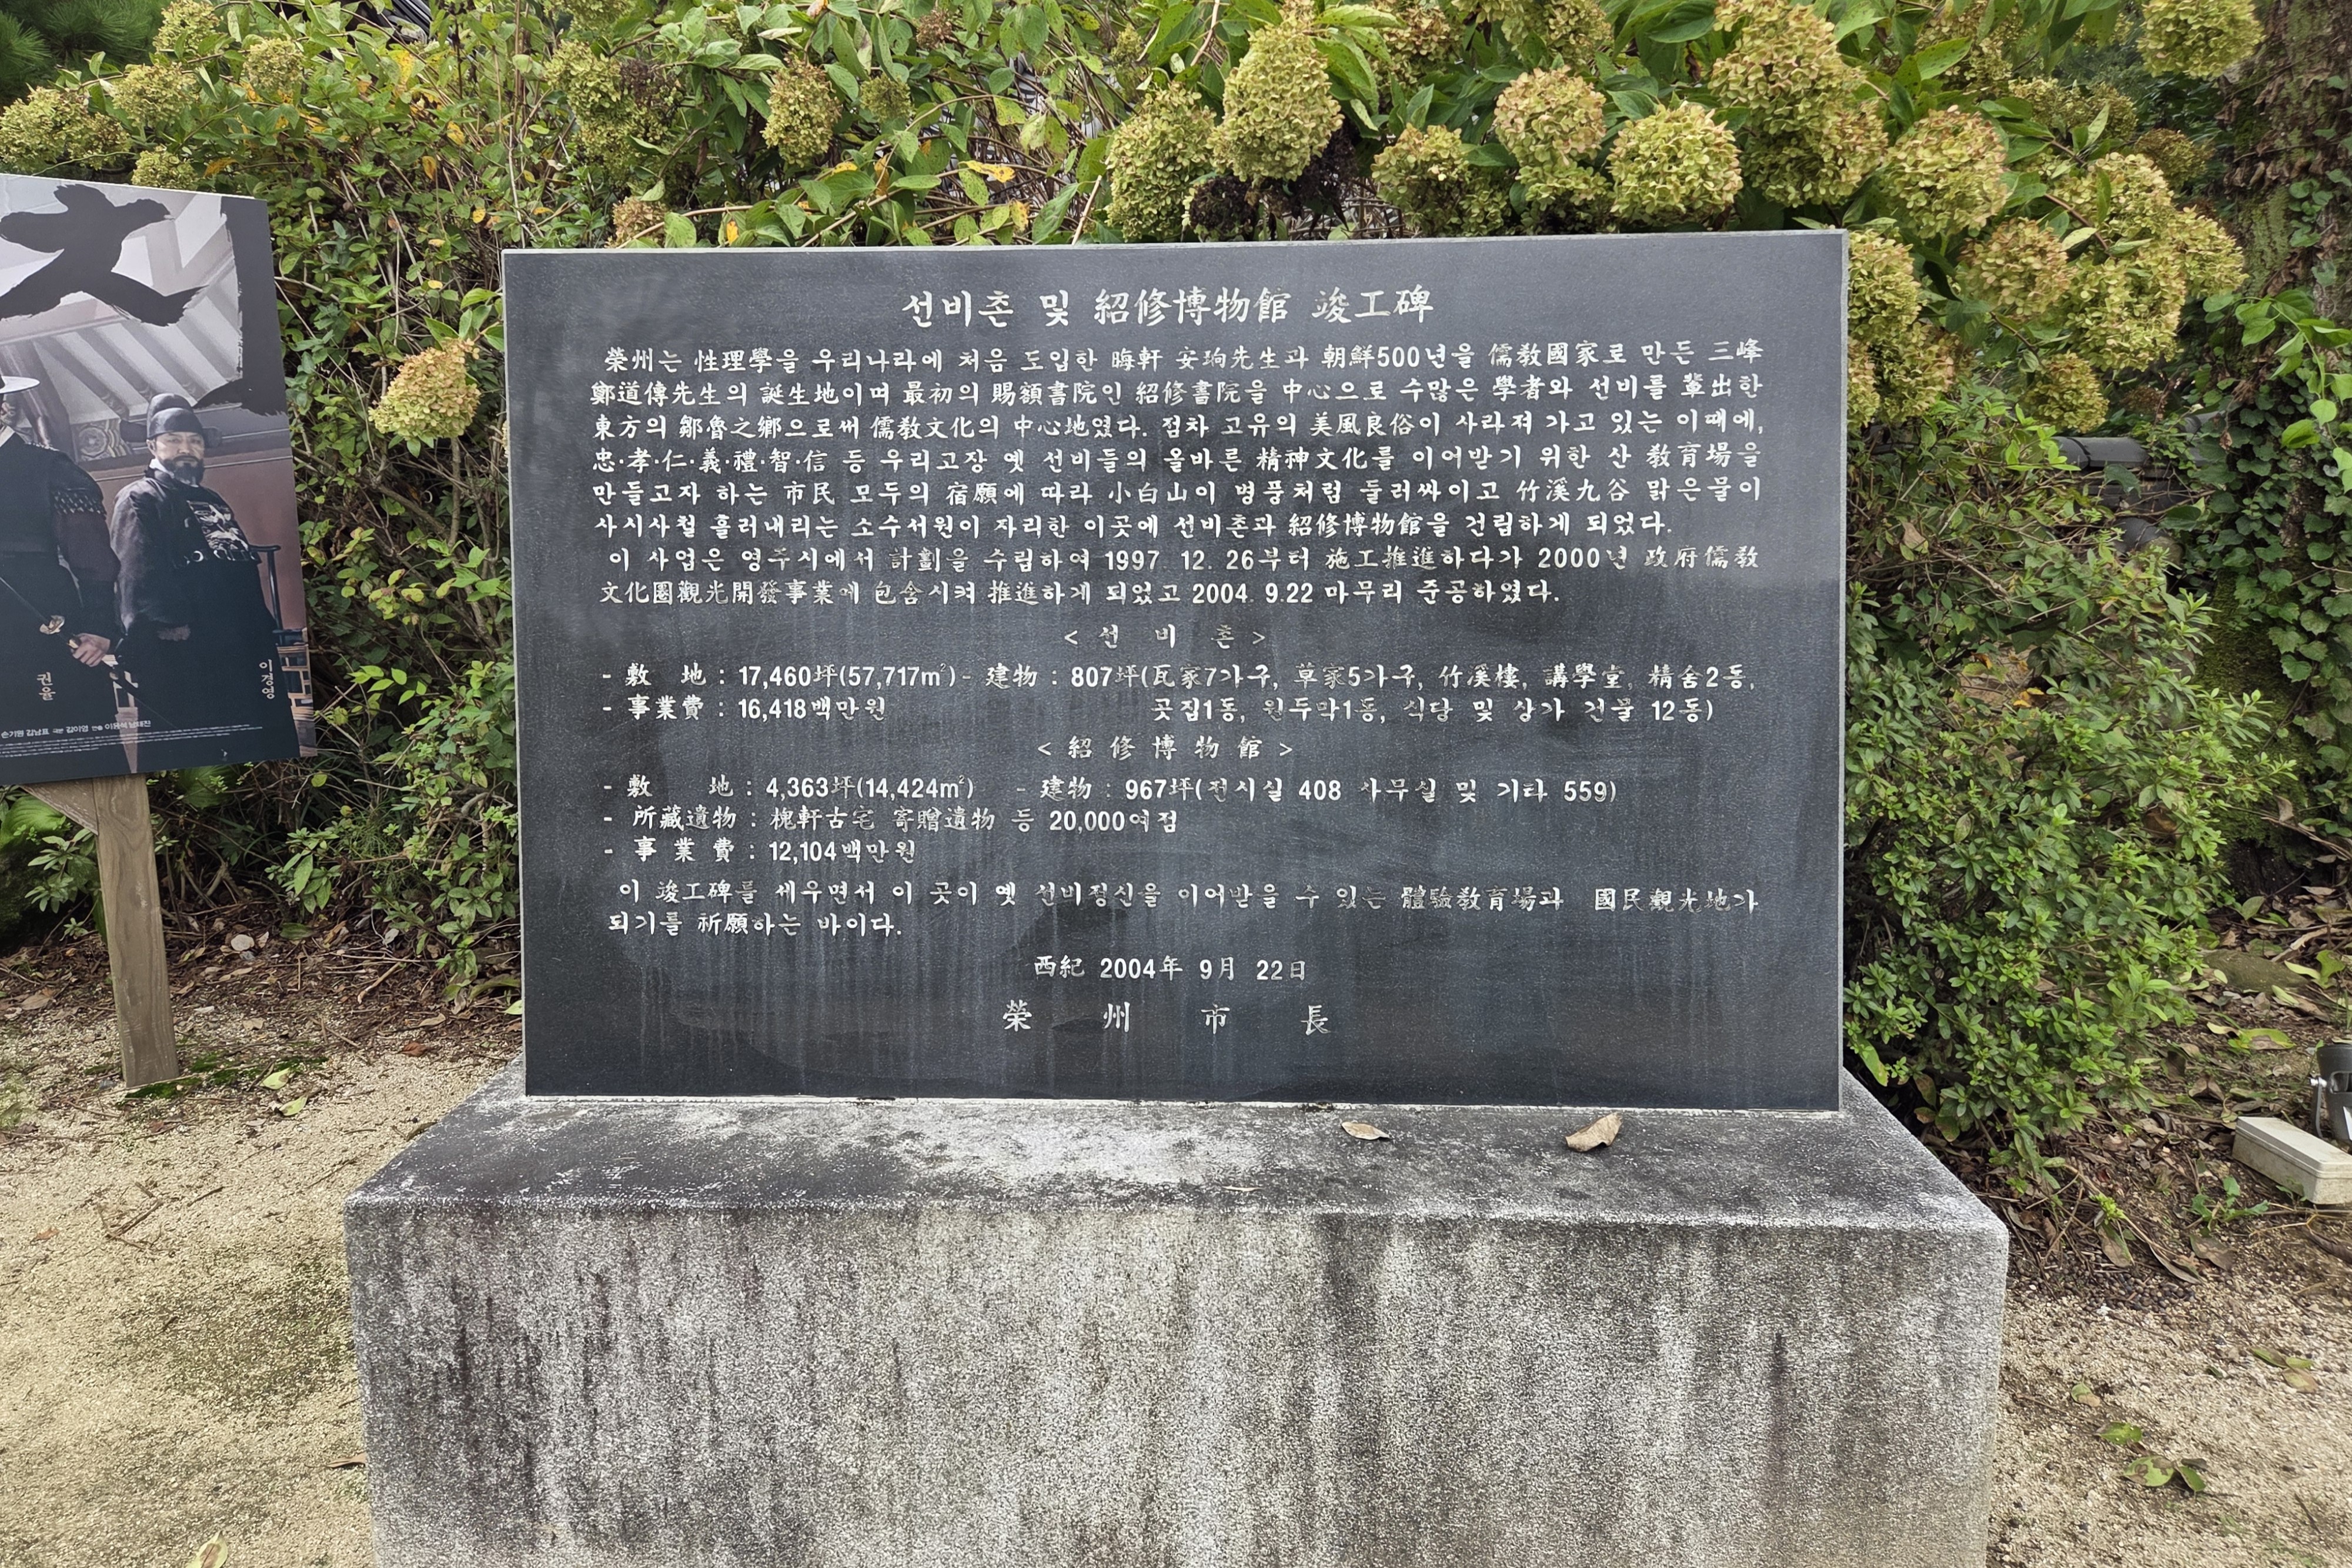 선비촌 및 紹修博物館 竣工碑
榮州는 性理學을 우리나라에 처음 도입한 晦軒 安珦先生과 朝鮮500년을 儒敎國家로 만든 三峰
鄭道傳先生의 誕生地이며 最初의 賜額書院인 紹修書院을 中心으로 수많은 學者와 선비를 輩出한
東方의 鄒魯之鄕으로써 儒敎文化의 中心地였다. 점차 고유의 美風良俗이 사라져 가고 있는 이때에,
忠·孝·仁·義·禮·智·信 등 우리고장 옛 선비들의 올바른 精神文化를 이어받기 위한 산 敎育場을
만들고자 하는 市民 모두의 宿願에 따라 小白山이 병풍처럼 둘러싸이고 竹溪九谷 맑은물이
사시사철 흘러내리는 소수서원이 자리한 이곳에 선비촌과 紹修博物館을 건립하게 되었다.
이 사업은 영주시에서 計劃을 수립하여 1997. 12. 26부터 施工推進하다가 2000년 政府儒敎
文化圈觀光開發事業에 包含시켜 推進하게 되었고 2004. 9.22 마무리 준공하였다.
< 선 비 촌 >
- 敷 地 : 17,460坪(57,717㎡) - 建物 : 807坪(瓦家7가구, 草家5가구, 竹溪樓, 講學堂, 精舍2동,
- 事業費 : 16,418백만원 곳집1동, 원두막1동, 식당 및 상가 건물 12동)
< 紹 修 博 物 館 >
- 敷 地 : 4,363坪(14,424㎡) - 建物 : 967坪(전시실 408 사무실 및 기타 559)
- 所藏遺物 : 槐軒古宅 寄贈遺物 등 20,000여점
- 事 業 費 : 12,104백만원
이 竣工碑를 세우면서 이 곳이 옛 선비정신을 이어받을 수 있는 體驗敎育場과 國民觀光地가
되기를 祈願하는 바이다.
西紀 2004年 9月 22日
榮 州 市 長
권율
이경영
손기원 김남표 극본 김이영 연출 이용석 남태진